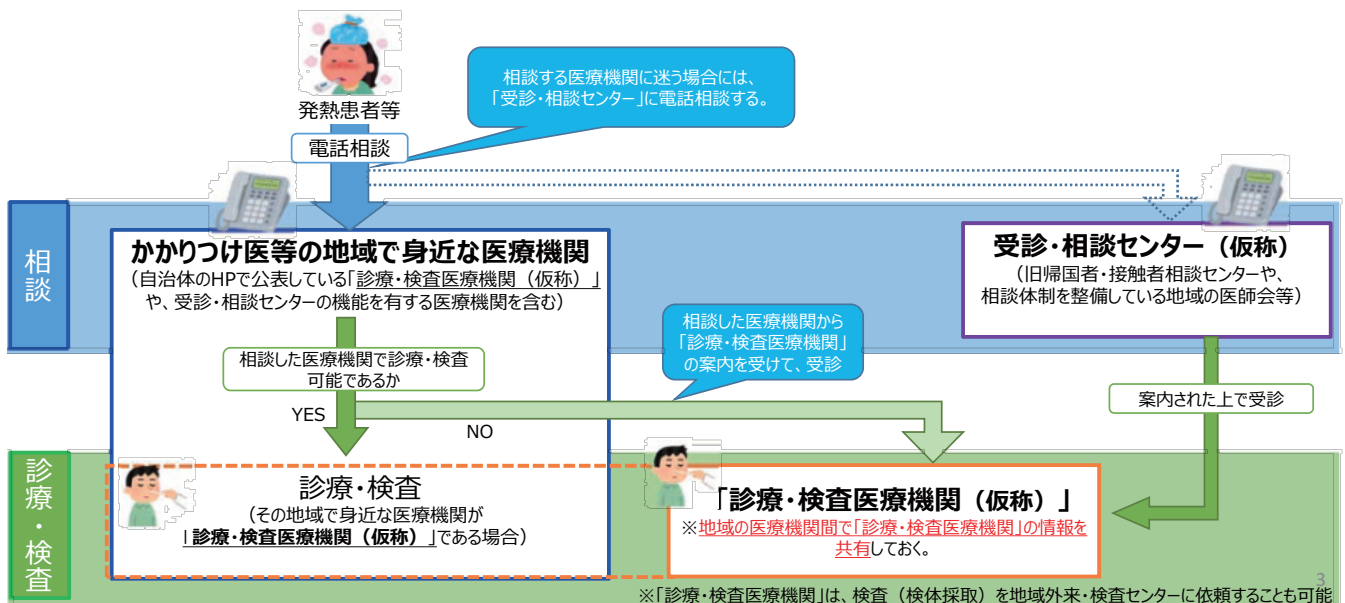 発熱患者等
相談する医療機関に迷う場合には、
「受診・相談センター」に電話相談する。
電話相談
相談
かかりつけ医等の地域で身近な医療機関
（自治体のHPで公表している「診療・検査医療機関（仮称）」
や、受診・相談センターの機能を有する医療機関を含む）
受診・相談センター（仮称）
（旧帰国者・接触者相談センターや、
相談体制を整備している地域の医師会等）
相談した医療機関で診療・検査
可能であるか
相談した医療機関から
「診療・検査医療機関」
の案内を受けて、受診
YES
NO
案内された上で受診
診療・検査
診療・検査
（その地域で身近な医療機関が
「診療・検査医療機関（仮称）」である場合）
「診療・検査医療機関（仮称）」
※地域の医療機関間で「診療・検査医療機関」の情報を
共有しておく。
3
※「診療・検査医療機関」は、検査（検体採取）を地域外来・検査センターに依頼することも可能